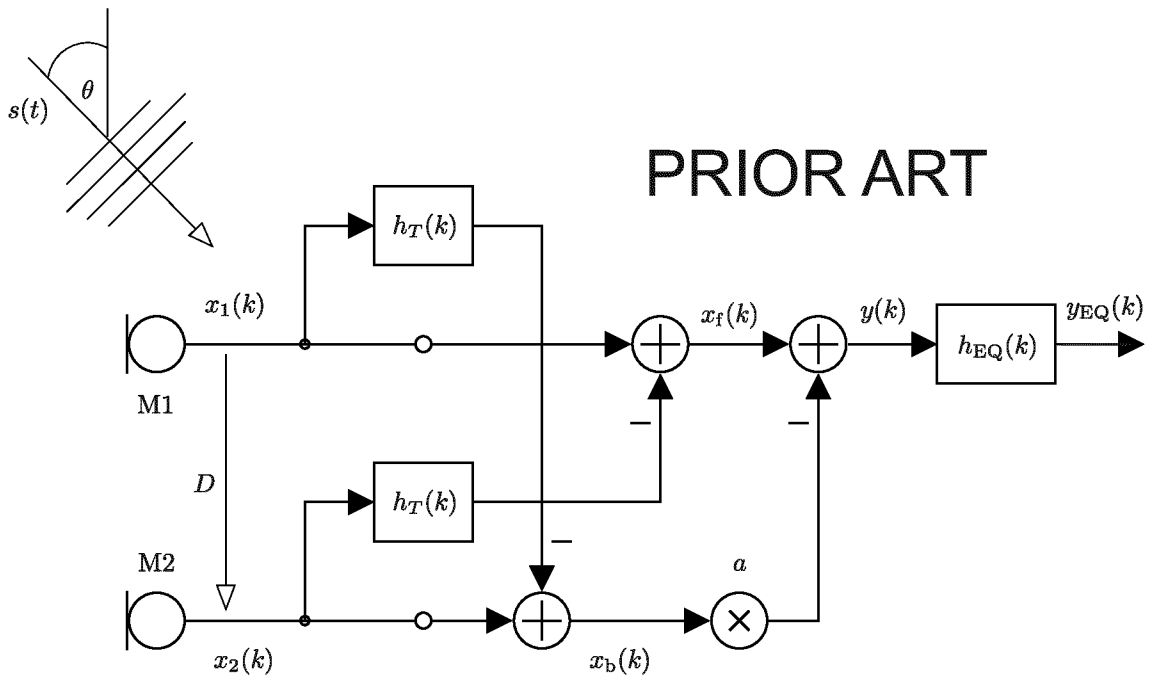 θ
s(t)
PRIOR ART
h_T(k)
x_1(k)
x_f(k)
y(k)
y_EQ(k)
h_EQ(k)
M1
−
−
D
h_T(k)
−
M2
a
x_2(k)
x_b(k)